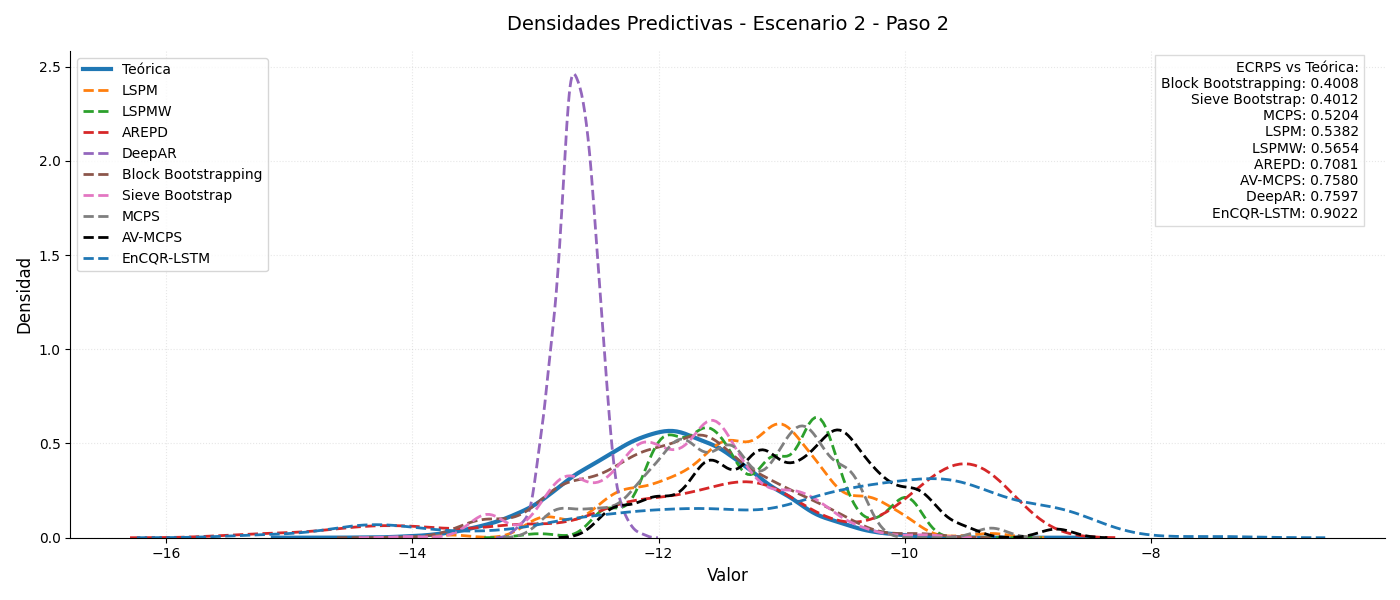 Densidades Predictivas - Escenario 2 - Paso 2
Teórica
LSPM
LSPMW
AREPD
DeepAR
Block Bootstrapping
Sieve Bootstrap
MCPS
AV-MCPS
EnCQR-LSTM
ECRPS vs Teórica:
Block Bootstrapping: 0.4008
Sieve Bootstrap: 0.4012
MCPS: 0.5204
LSPM: 0.5382
LSPMW: 0.5654
AREPD: 0.7081
AV-MCPS: 0.7580
DeepAR: 0.7597
EnCQR-LSTM: 0.9022
Densidad
2.5
2.0
1.5
1.0
0.5
0.0
−16
−14
−12
−10
−8
Valor